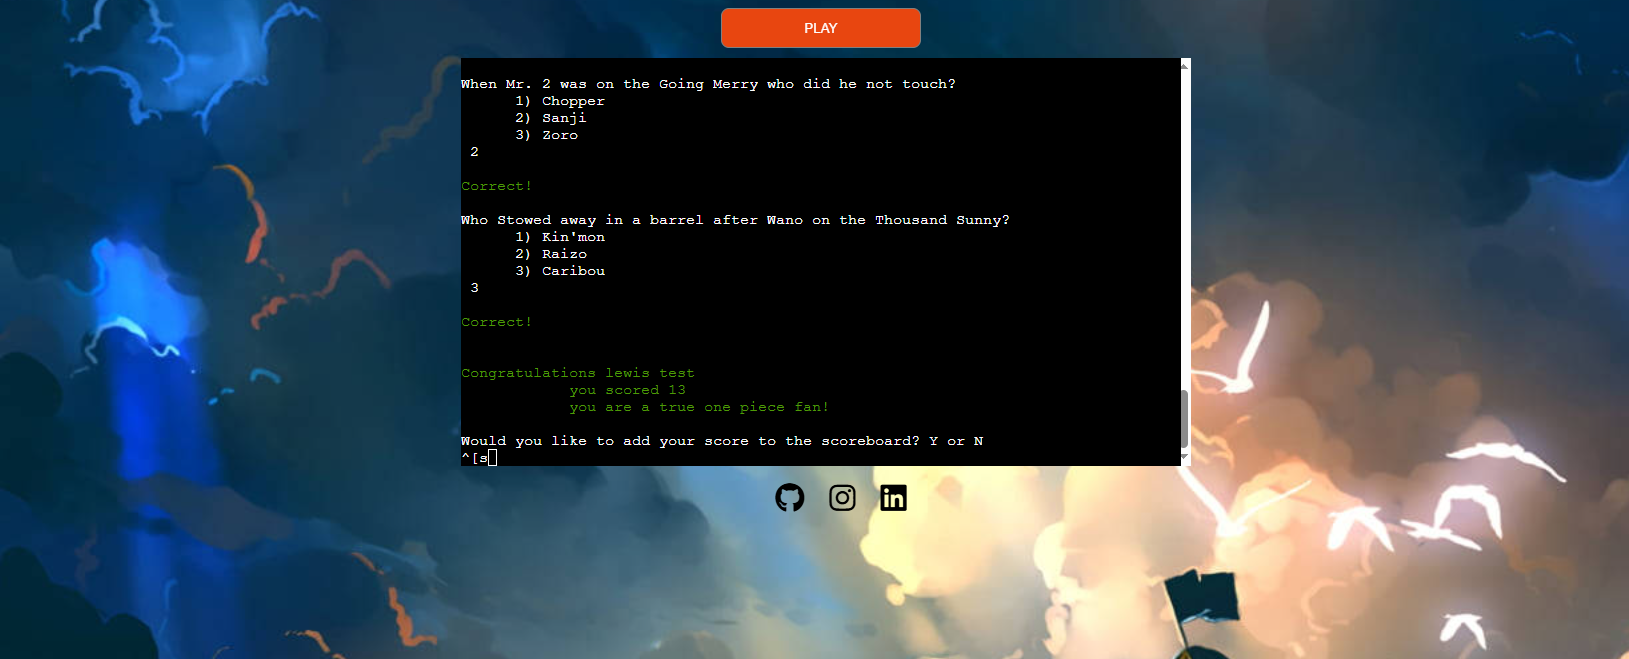 PLAY
When Mr. 2 was on the Going Merry who did he not touch?
1) Chopper
2) Sanji
3) Zoro
2
Correct!
Who Stowed away in a barrel after Wano on the Thousand Sunny?
1) Kin'mon
2) Raizo
3) Caribou
3
Correct!
Congratulations lewis test
you scored 13
you are a true one piece fan!
Would you like to add your score to the scoreboard? Y or N
^[s
in